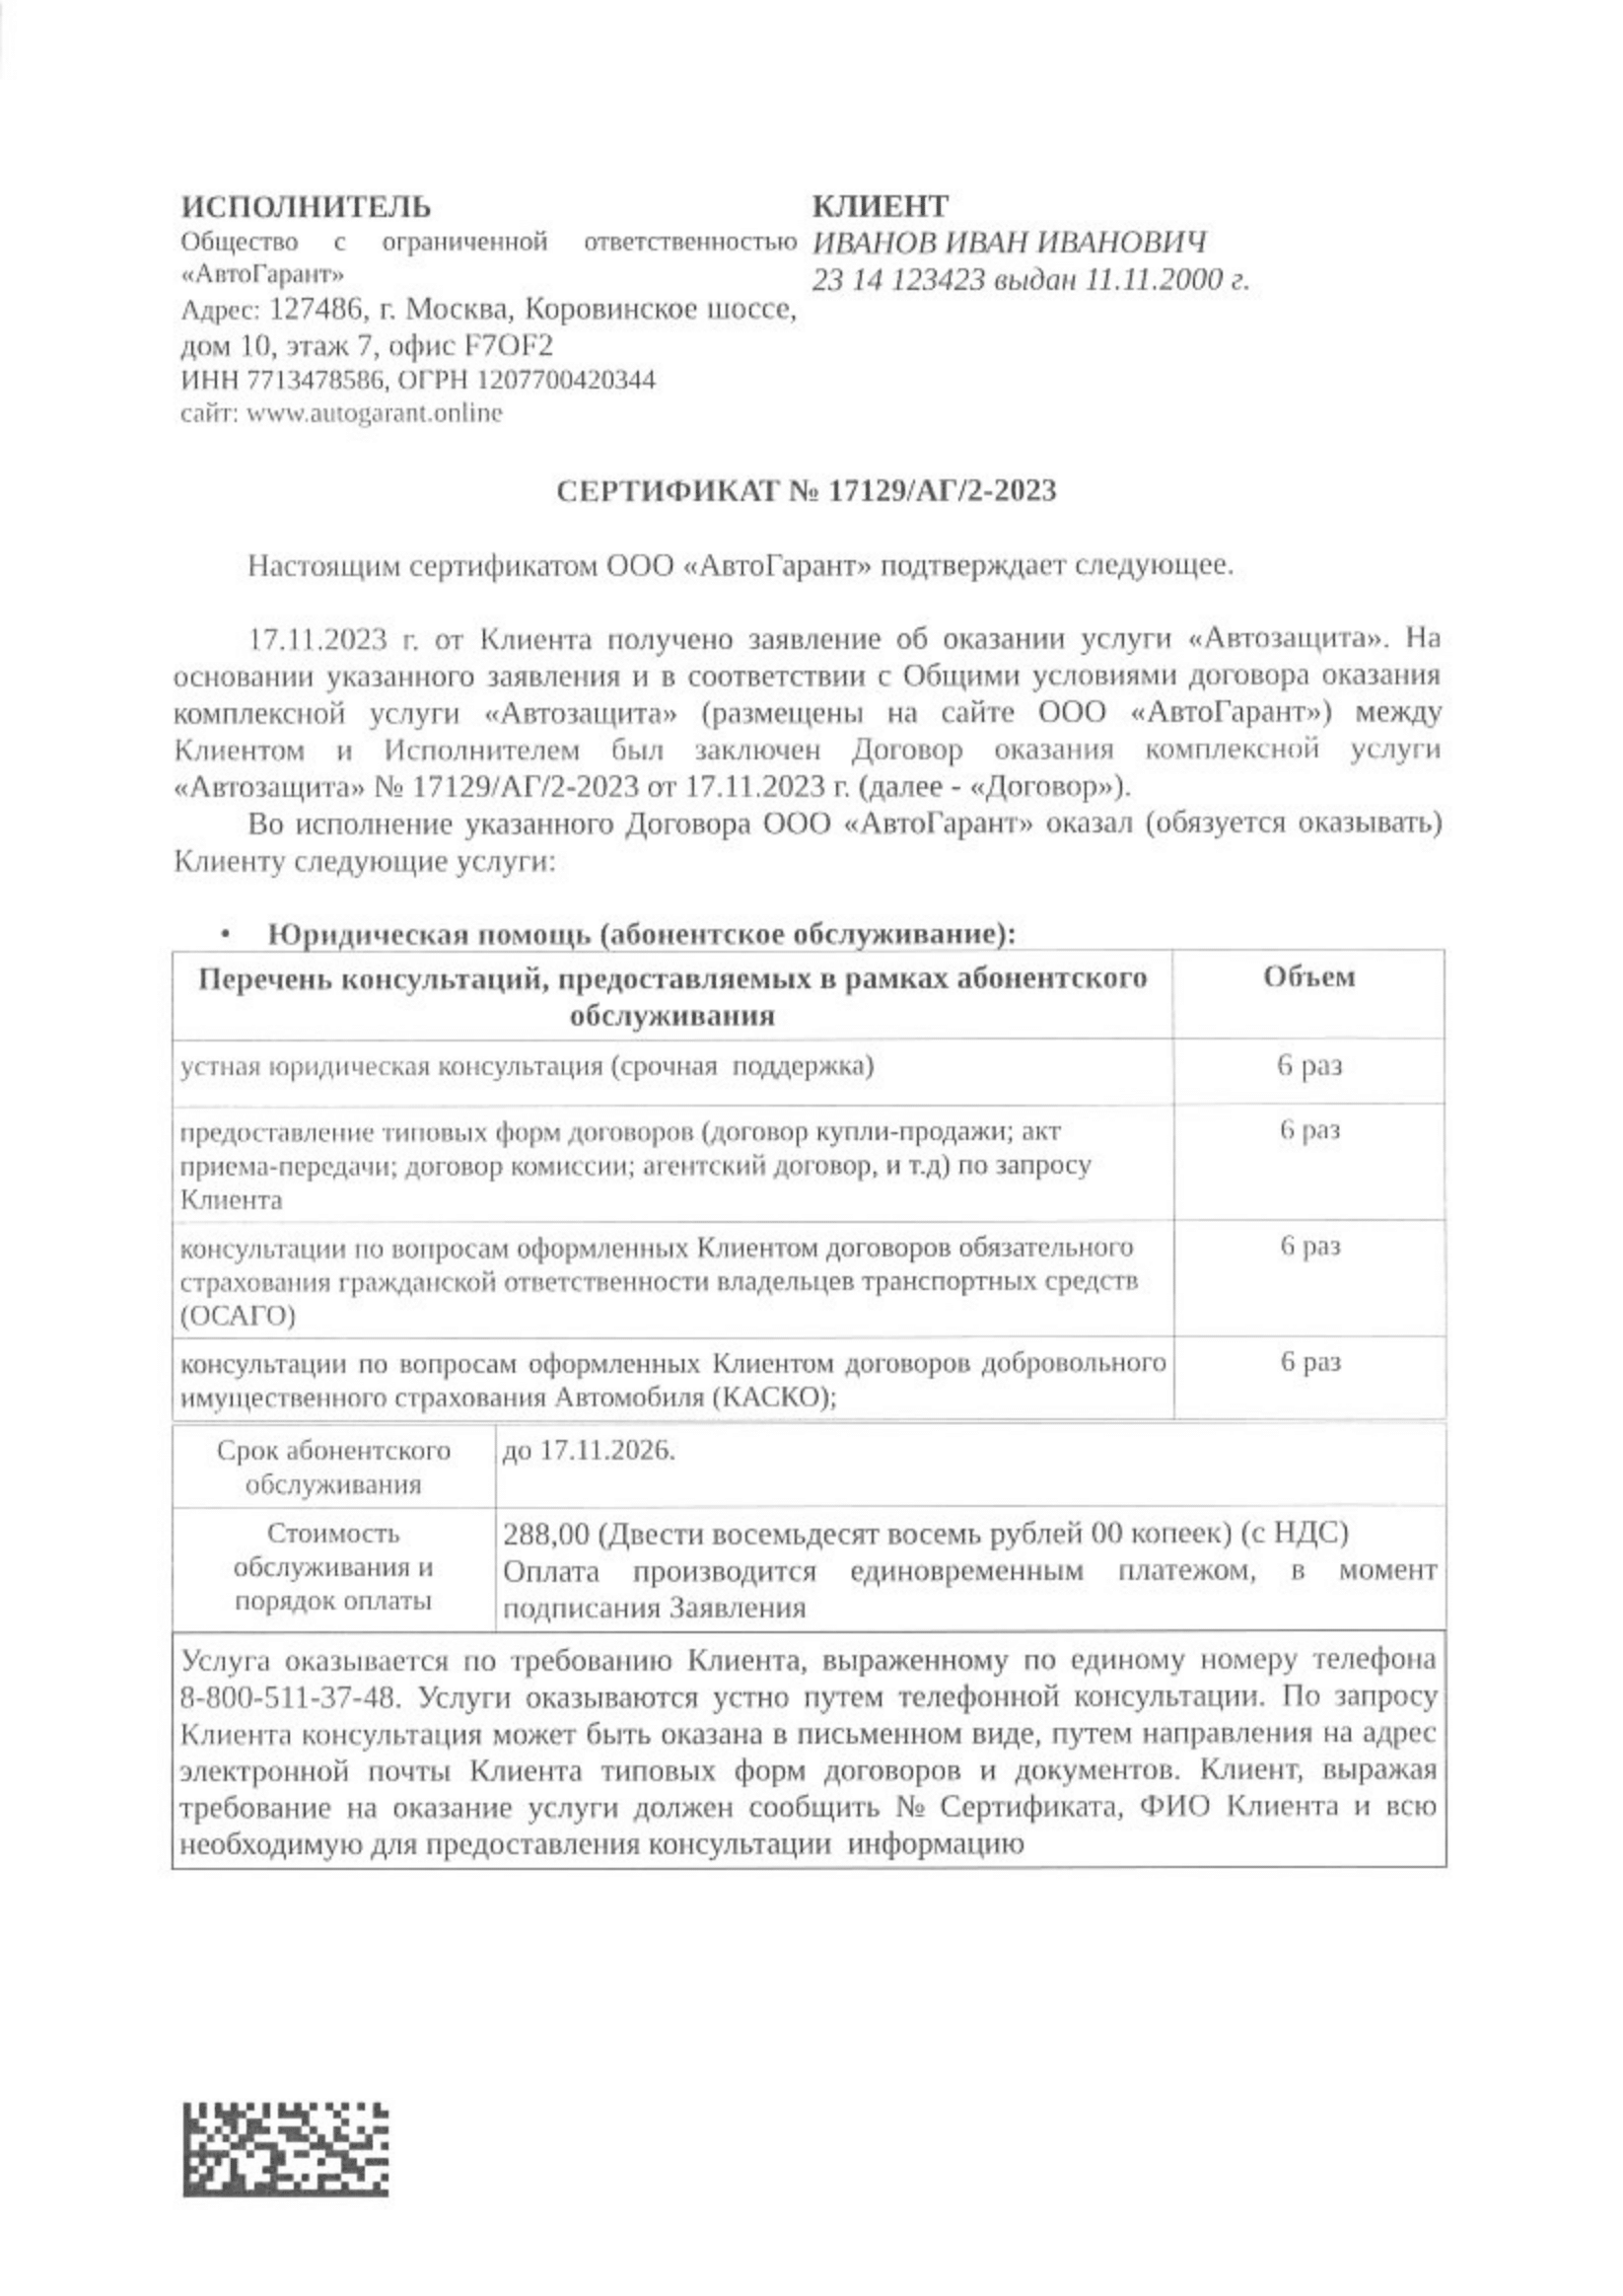 ИСПОЛНИТЕЛЬ
Общество с ограниченной ответственностью
«АвтоГарант»
Адрес: 127486, г. Москва, Коровинское шоссе,
дом 10, этаж 7, офис F7OF2
ИНН 7713478586, ОГРН 1207700420344
сайт: www.autogarant.online
КЛИЕНТ
ИВАНОВ ИВАН ИВАНОВИЧ
23 14 123423 выдан 11.11.2000 г.
СЕРТИФИКАТ № 17129/АГ/2-2023
Настоящим сертификатом ООО «АвтоГарант» подтверждает следующее.
17.11.2023 г. от Клиента получено заявление об оказании услуги «Автозащита». На
основании указанного заявления и в соответствии с Общими условиями договора оказания
комплексной услуги «Автозащита» (размещены на сайте ООО «АвтоГарант») между
Клиентом и Исполнителем был заключен Договор оказания комплексной услуги
«Автозащита» № 17129/АГ/2-2023 от 17.11.2023 г. (далее - «Договор»).
Во исполнение указанного Договора ООО «АвтоГарант» оказал (обязуется оказывать)
Клиенту следующие услуги:
• Юридическая помощь (абонентское обслуживание):
Перечень консультаций, предоставляемых в рамках абонентского
обслуживания
Объем
устная юридическая консультация (срочная поддержка)
6 раз
предоставление типовых форм договоров (договор купли-продажи; акт
приема-передачи; договор комиссии; агентский договор, и т.д) по запросу
Клиента
6 раз
консультации по вопросам оформленных Клиентом договоров обязательного
страхования гражданской ответственности владельцев транспортных средств
(ОСАГО)
6 раз
консультации по вопросам оформленных Клиентом договоров добровольного
имущественного страхования Автомобиля (КАСКО);
6 раз
Срок абонентского
обслуживания
до 17.11.2026.
Стоимость
обслуживания и
порядок оплаты
288,00 (Двести восемьдесят восемь рублей 00 копеек) (с НДС)
Оплата производится единовременным платежом, в момент
подписания Заявления
Услуга оказывается по требованию Клиента, выраженному по единому номеру телефона
8-800-511-37-48. Услуги оказываются устно путем телефонной консультации. По запросу
Клиента консультация может быть оказана в письменном виде, путем направления на адрес
электронной почты Клиента типовых форм договоров и документов. Клиент, выражая
требование на оказание услуги должен сообщить № Сертификата, ФИО Клиента и всю
необходимую для предоставления консультации информацию